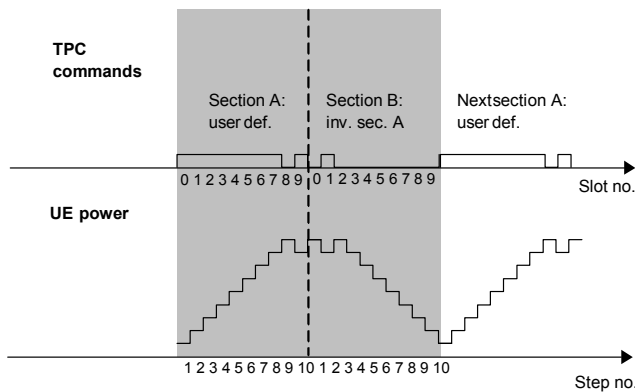 TPC
commands
Section A:
user def.
Section B:
inv. sec. A
Nextsection A:
user def.
0 1 2 3 4 5 6 7 8 9 0 1 2 3 4 5 6 7 8 9
Slot no.
UE power
1 2 3 4 5 6 7 8 9 10 1 2 3 4 5 6 7 8 9 10
Step no.